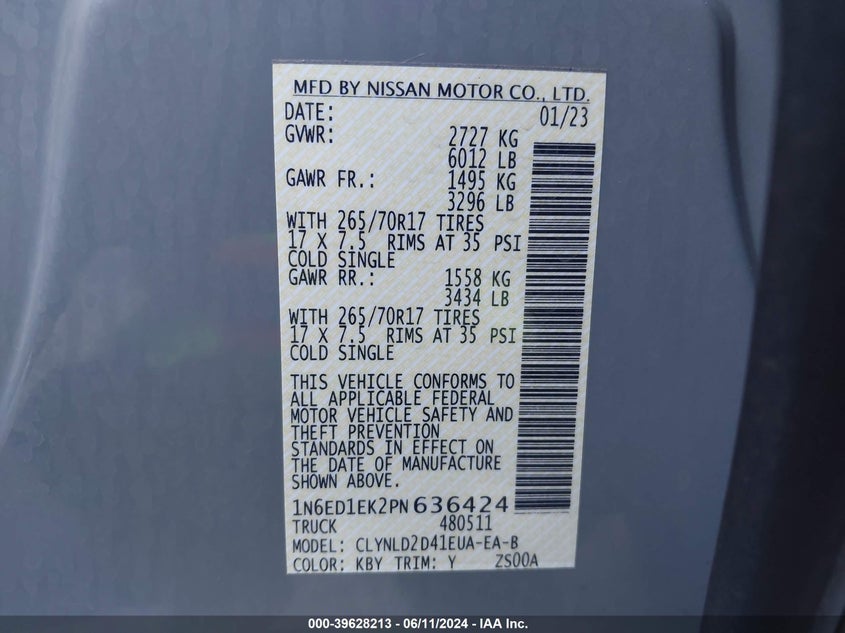 MFD BY NISSAN MOTOR CO., LTD.
DATE: 01/23
GVWR: 2727 KG
6012 LB
GAWR FR.: 1495 KG
3296 LB
WITH 265/70R17 TIRES
17 X 7.5 RIMS AT 35 PSI
COLD SINGLE
GAWR RR.: 1558 KG
3434 LB
WITH 265/70R17 TIRES
17 X 7.5 RIMS AT 35 PSI
COLD SINGLE
THIS VEHICLE CONFORMS TO
ALL APPLICABLE FEDERAL
MOTOR VEHICLE SAFETY AND
THEFT PREVENTION
STANDARDS IN EFFECT ON
THE DATE OF MANUFACTURE
SHOWN ABOVE.
1N6ED1EK2PN636424
TRUCK 480511
MODEL: CLYNLD2D41EUA-EA-B
COLOR: KBY TRIM: Y ZS00A
000-39628213 - 06/11/2024 - IAA Inc.